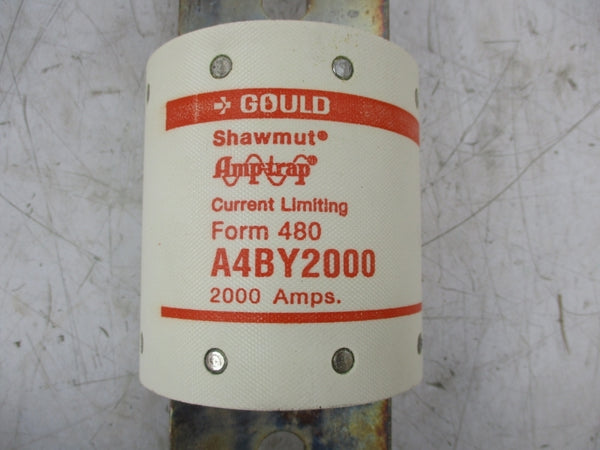 GOULD
Shawmut®
Amp-trap®
Current Limiting
Form 480
A4BY2000
2000 Amps.